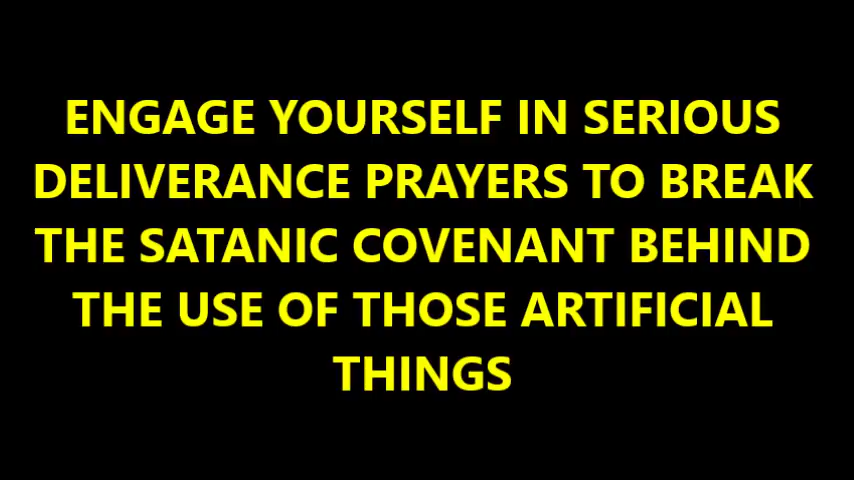 ENGAGE YOURSELF IN SERIOUS
DELIVERANCE PRAYERS TO BREAK
THE SATANIC COVENANT BEHIND
THE USE OF THOSE ARTIFICIAL
THINGS